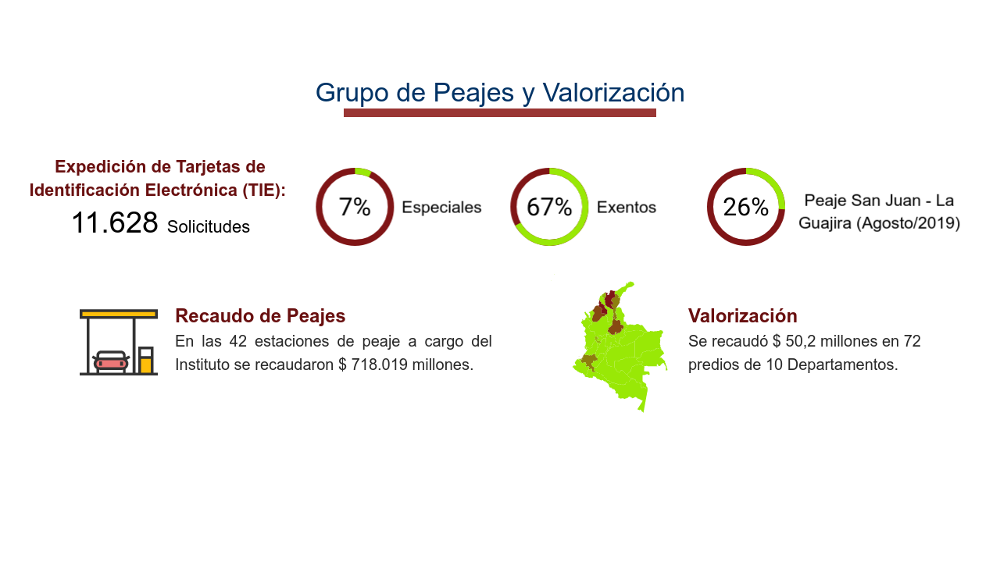 Grupo de Peajes y Valorización
Expedición de Tarjetas de
Identificación Electrónica (TIE):
11.628 Solicitudes
7%
Especiales
67%
Exentos
26%
Peaje San Juan - La
Guajira (Agosto/2019)
Recaudo de Peajes
En las 42 estaciones de peaje a cargo del
Instituto se recaudaron $ 718.019 millones.
Valorización
Se recaudó $ 50,2 millones en 72
predios de 10 Departamentos.